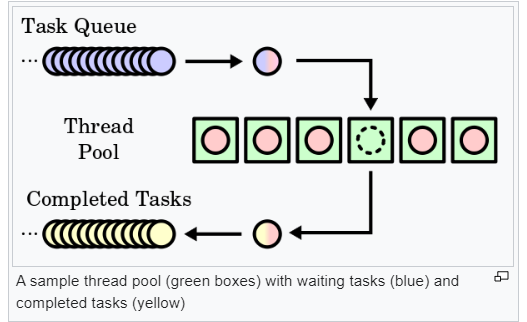 Task Queue
...
Thread
Pool
Completed Tasks
...
A sample thread pool (green boxes) with waiting tasks (blue) and
completed tasks (yellow)